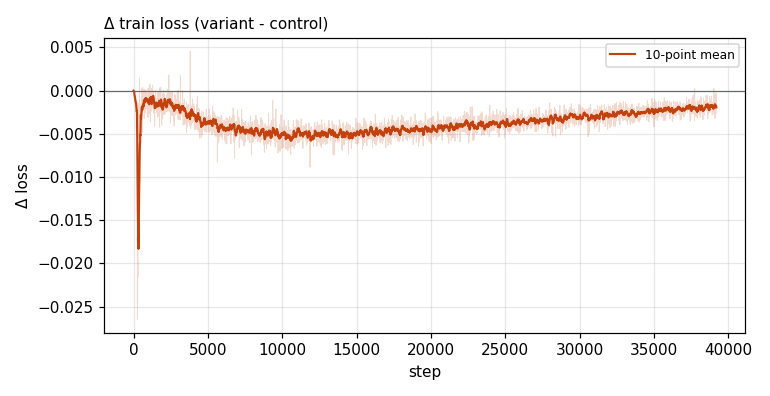 Δ train loss (variant - control)
10-point mean
0.005
0.000
−0.005
−0.010
−0.015
−0.020
−0.025
Δ loss
0 5000 10000 15000 20000 25000 30000 35000 40000
step